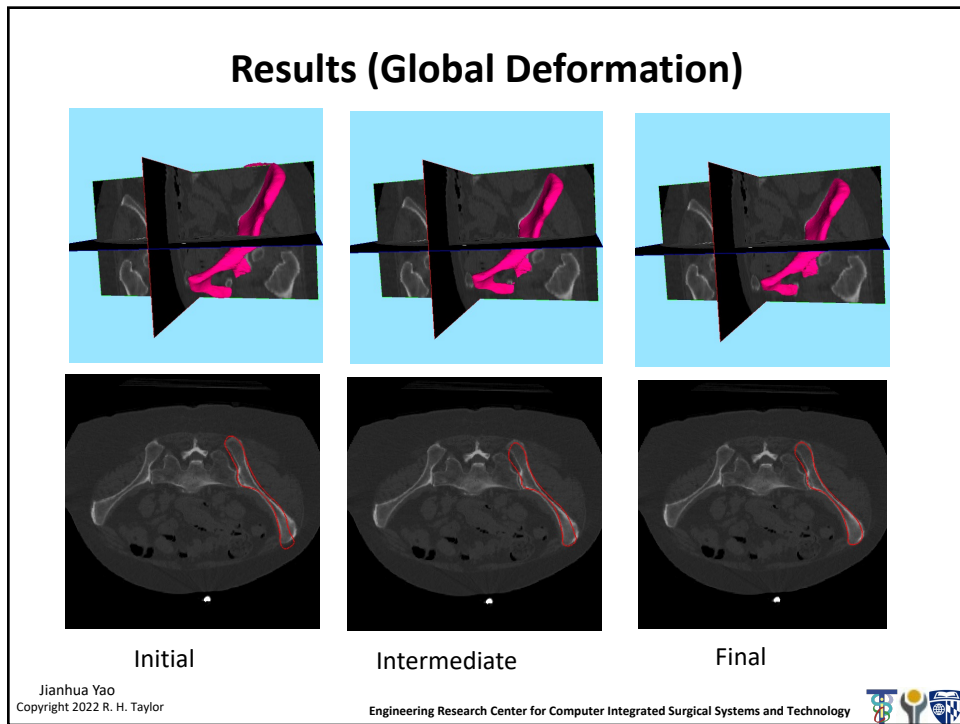 Results (Global Deformation)
Initial
Intermediate
Final
Jianhua Yao
Copyright 2022 R. H. Taylor
Engineering Research Center for Computer Integrated Surgical Systems and Technology